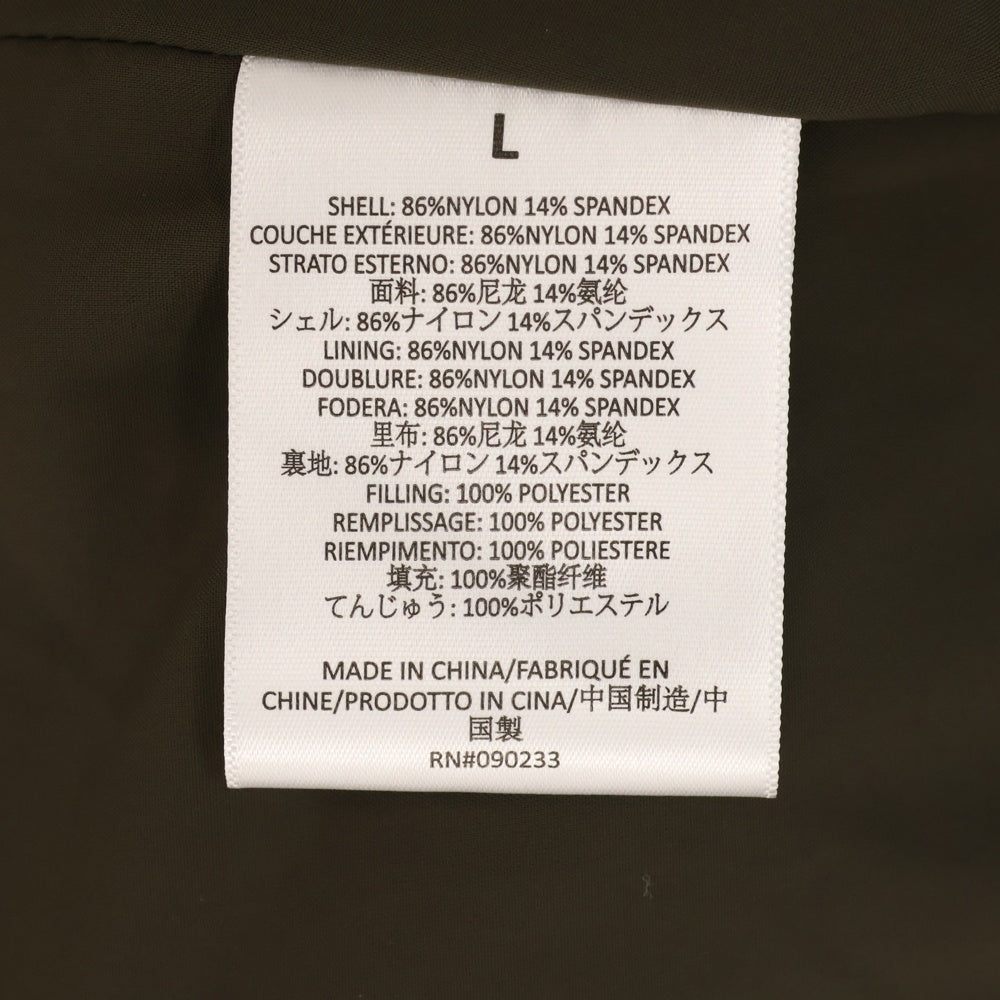 L
SHELL: 86%NYLON 14% SPANDEX
COUCHE EXTÉRIEURE: 86%NYLON 14% SPANDEX
STRATO ESTERNO: 86%NYLON 14% SPANDEX
面料: 86%尼龙 14%氨纶
シェル: 86%ナイロン 14%スパンデックス
LINING: 86%NYLON 14% SPANDEX
DOUBLURE: 86%NYLON 14% SPANDEX
FODERA: 86%NYLON 14% SPANDEX
里布: 86%尼龙 14%氨纶
裏地: 86%ナイロン 14%スパンデックス
FILLING: 100% POLYESTER
REMPLISSAGE: 100% POLYESTER
RIEMPIMENTO: 100% POLIESTERE
填充: 100%聚酯纤维
てんじゅう: 100%ポリエステル
MADE IN CHINA/FABRIQUÉ EN
CHINE/PRODOTTO IN CINA/中国制造/中
国製
RN#090233